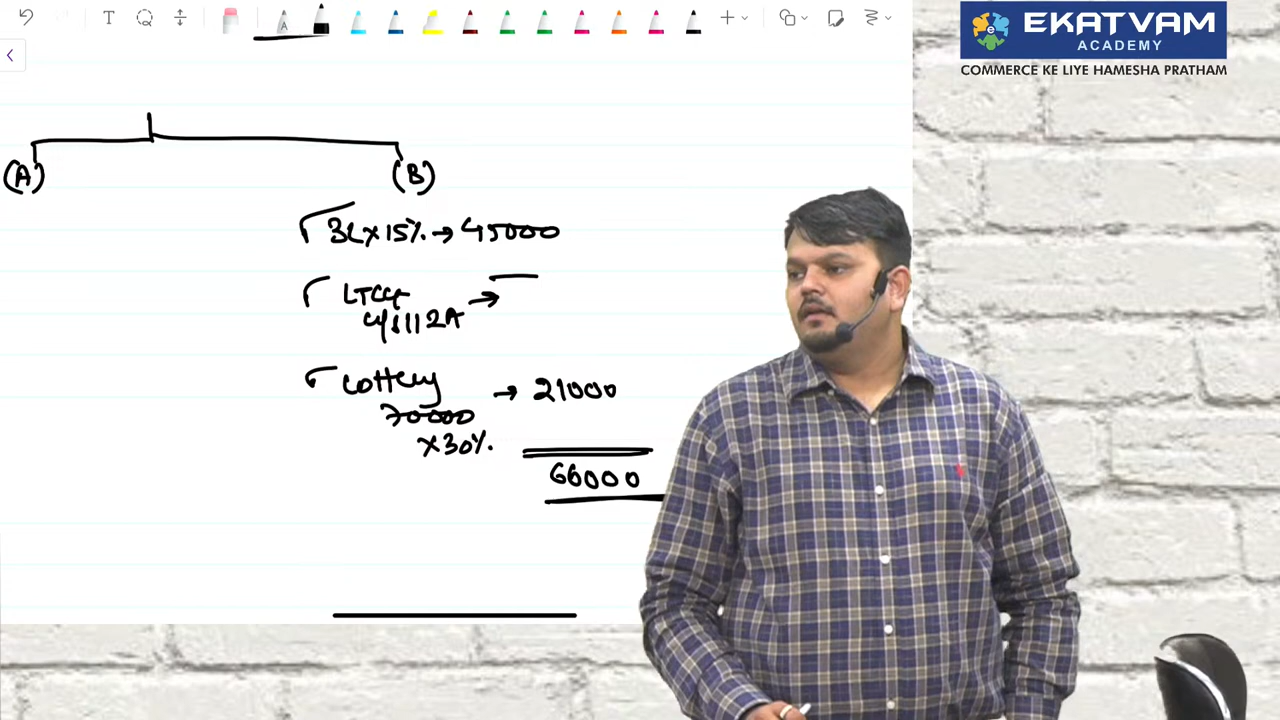 EKATVAM
ACADEMY
COMMERCE KE LIYE HAMESHA PRATHAM
(A)
(B)
3L×15%. → 45000
LTCG →
u/s 112A
Lottery → 21000
70000
×30%.
66000